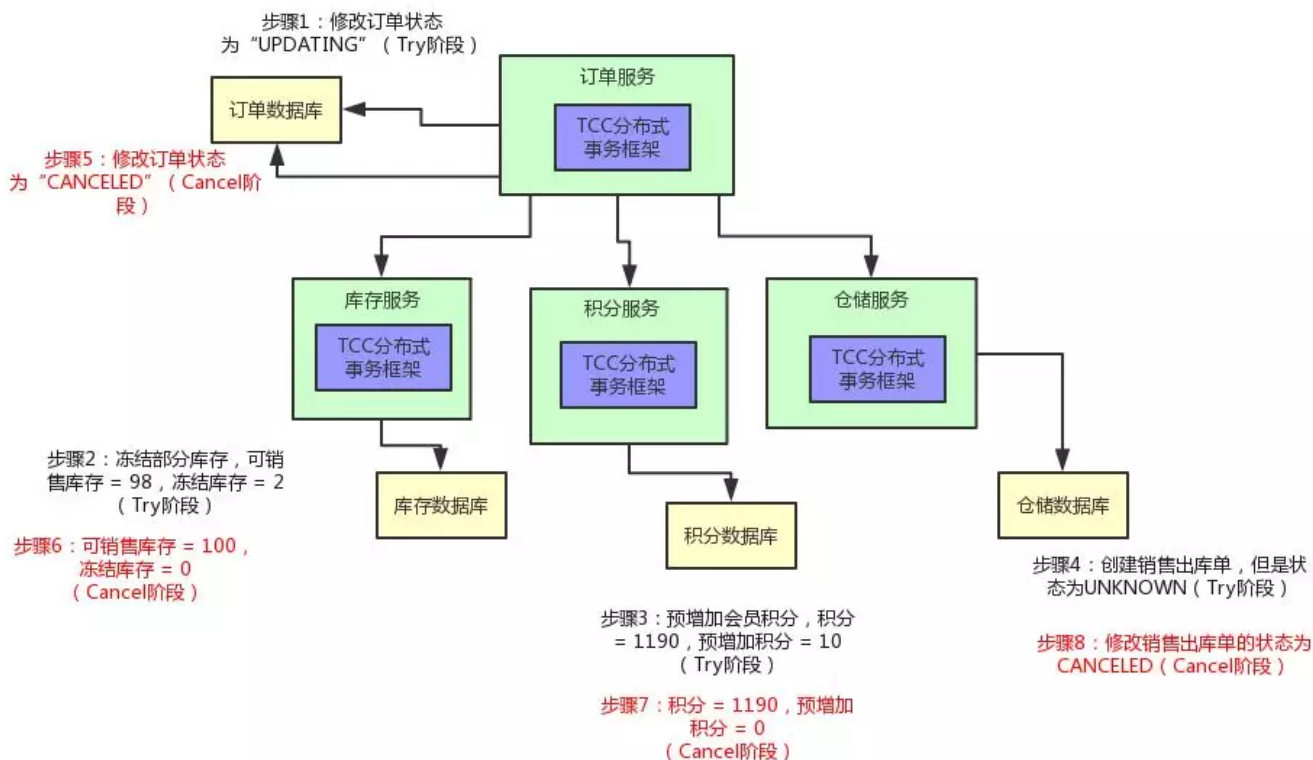 步骤1：修改订单状态
为“UPDATING”（Try阶段）
订单服务
TCC分布式
事务框架
订单数据库
步骤5：修改订单状态
为“CANCELED”（Cancel阶
段）
库存服务
TCC分布式
事务框架
积分服务
TCC分布式
事务框架
仓储服务
TCC分布式
事务框架
步骤2：冻结部分库存，可销
售库存 = 98，冻结库存 = 2
（Try阶段）
库存数据库
积分数据库
仓储数据库
步骤6：可销售库存 = 100，
冻结库存 = 0
（Cancel阶段）
步骤4：创建销售出库单，但是状
态为UNKNOWN（Try阶段）
步骤3：预增加会员积分，积分
= 1190，预增加积分 = 10
（Try阶段）
步骤8：修改销售出库单的状态为
CANCELED（Cancel阶段）
步骤7：积分 = 1190，预增加
积分 = 0
（Cancel阶段）